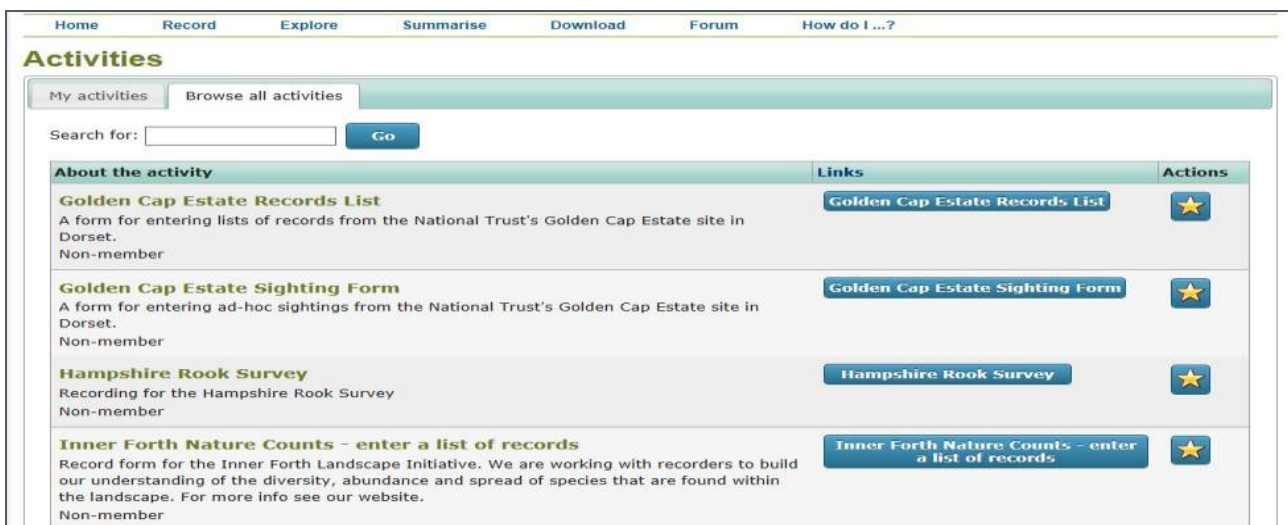 Home Record Explore Summarise Download Forum How do I ...?
Activities
My activities Browse all activities
Search for: Go
About the activity Links Actions
Golden Cap Estate Records List Golden Cap Estate Records List
A form for entering lists of records from the National Trust's Golden Cap Estate site in
Dorset.
Non-member
Golden Cap Estate Sighting Form Golden Cap Estate Sighting Form
A form for entering ad-hoc sightings from the National Trust's Golden Cap Estate site in
Dorset.
Non-member
Hampshire Rook Survey Hampshire Rook Survey
Recording for the Hampshire Rook Survey
Non-member
Inner Forth Nature Counts - enter a list of records Inner Forth Nature Counts - enter
a list of records
Record form for the Inner Forth Landscape Initiative. We are working with recorders to build
our understanding of the diversity, abundance and spread of species that are found within
the landscape. For more info see our website.
Non-member